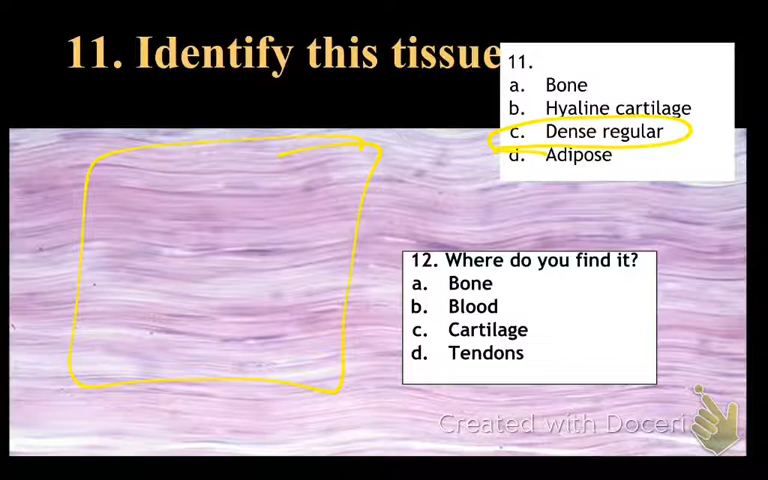 11. Identify this tissue
11.
a. Bone
b. Hyaline cartilage
c. Dense regular
d. Adipose
12. Where do you find it?
a. Bone
b. Blood
c. Cartilage
d. Tendons
Created with Doceri